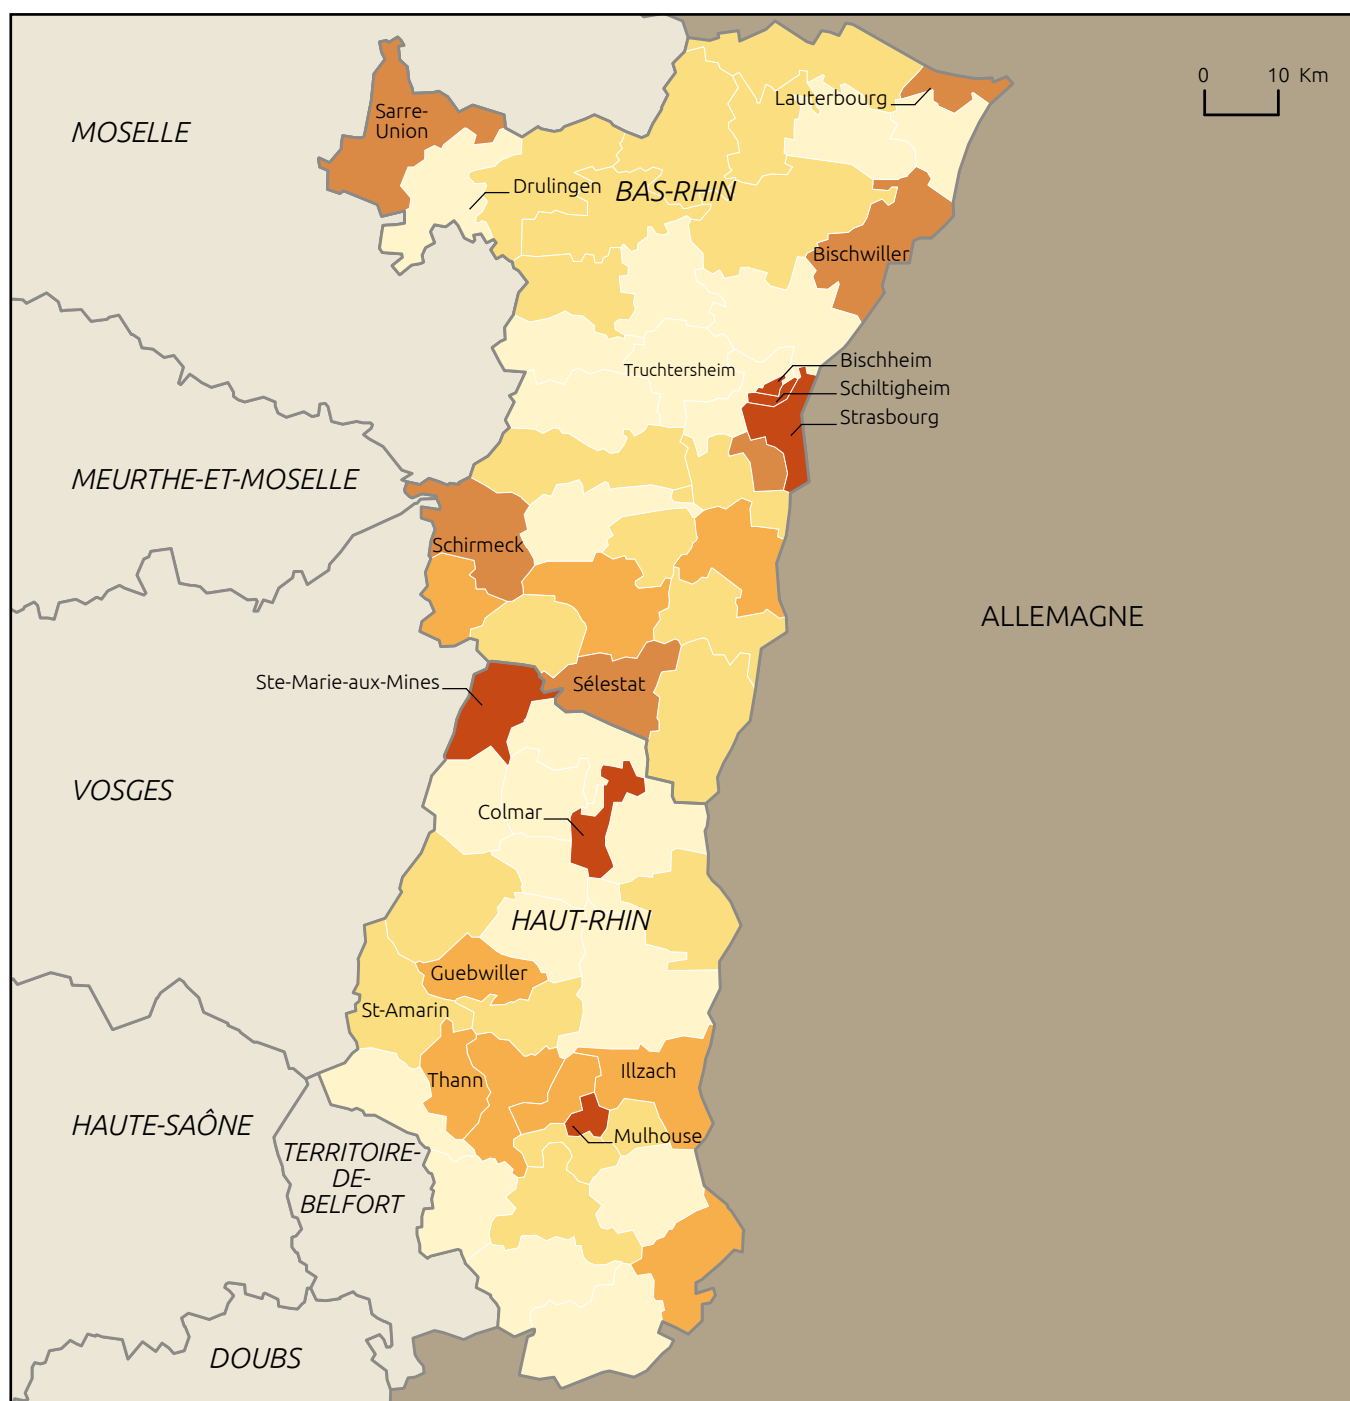 0 10 Km
Lauterbourg
Sarre-
Union
MOSELLE
Drulingen
BAS-RHIN
Bischwiller
Bischheim
Truchtersheim
Schiltigheim
Strasbourg
MEURTHE-ET-MOSELLE
Schirmeck
ALLEMAGNE
Ste-Marie-aux-Mines
Sélestat
VOSGES
Colmar
HAUT-RHIN
Guebwiller
St-Amarin
Illzach
Thann
HAUTE-SAÔNE
Mulhouse
TERRITOIRE-
DE-
BELFORT
DOUBS